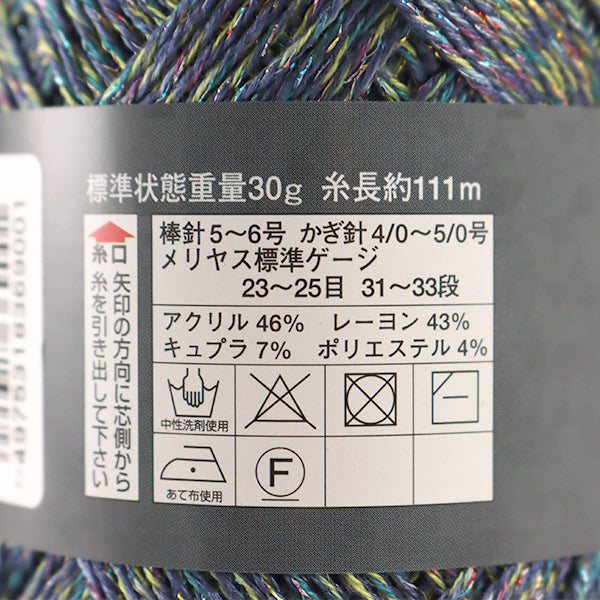 標準状態重量30g 糸長約111m
棒針5〜6号 かぎ針4/0〜5/0号
メリヤス標準ゲージ
23〜25目 31〜33段
アクリル 46% レーヨン 43%
キュプラ 7% ポリエステル 4%
中性洗剤使用
あて布使用
F
糸口
矢印の方向に芯側から
糸を引き出して下さい